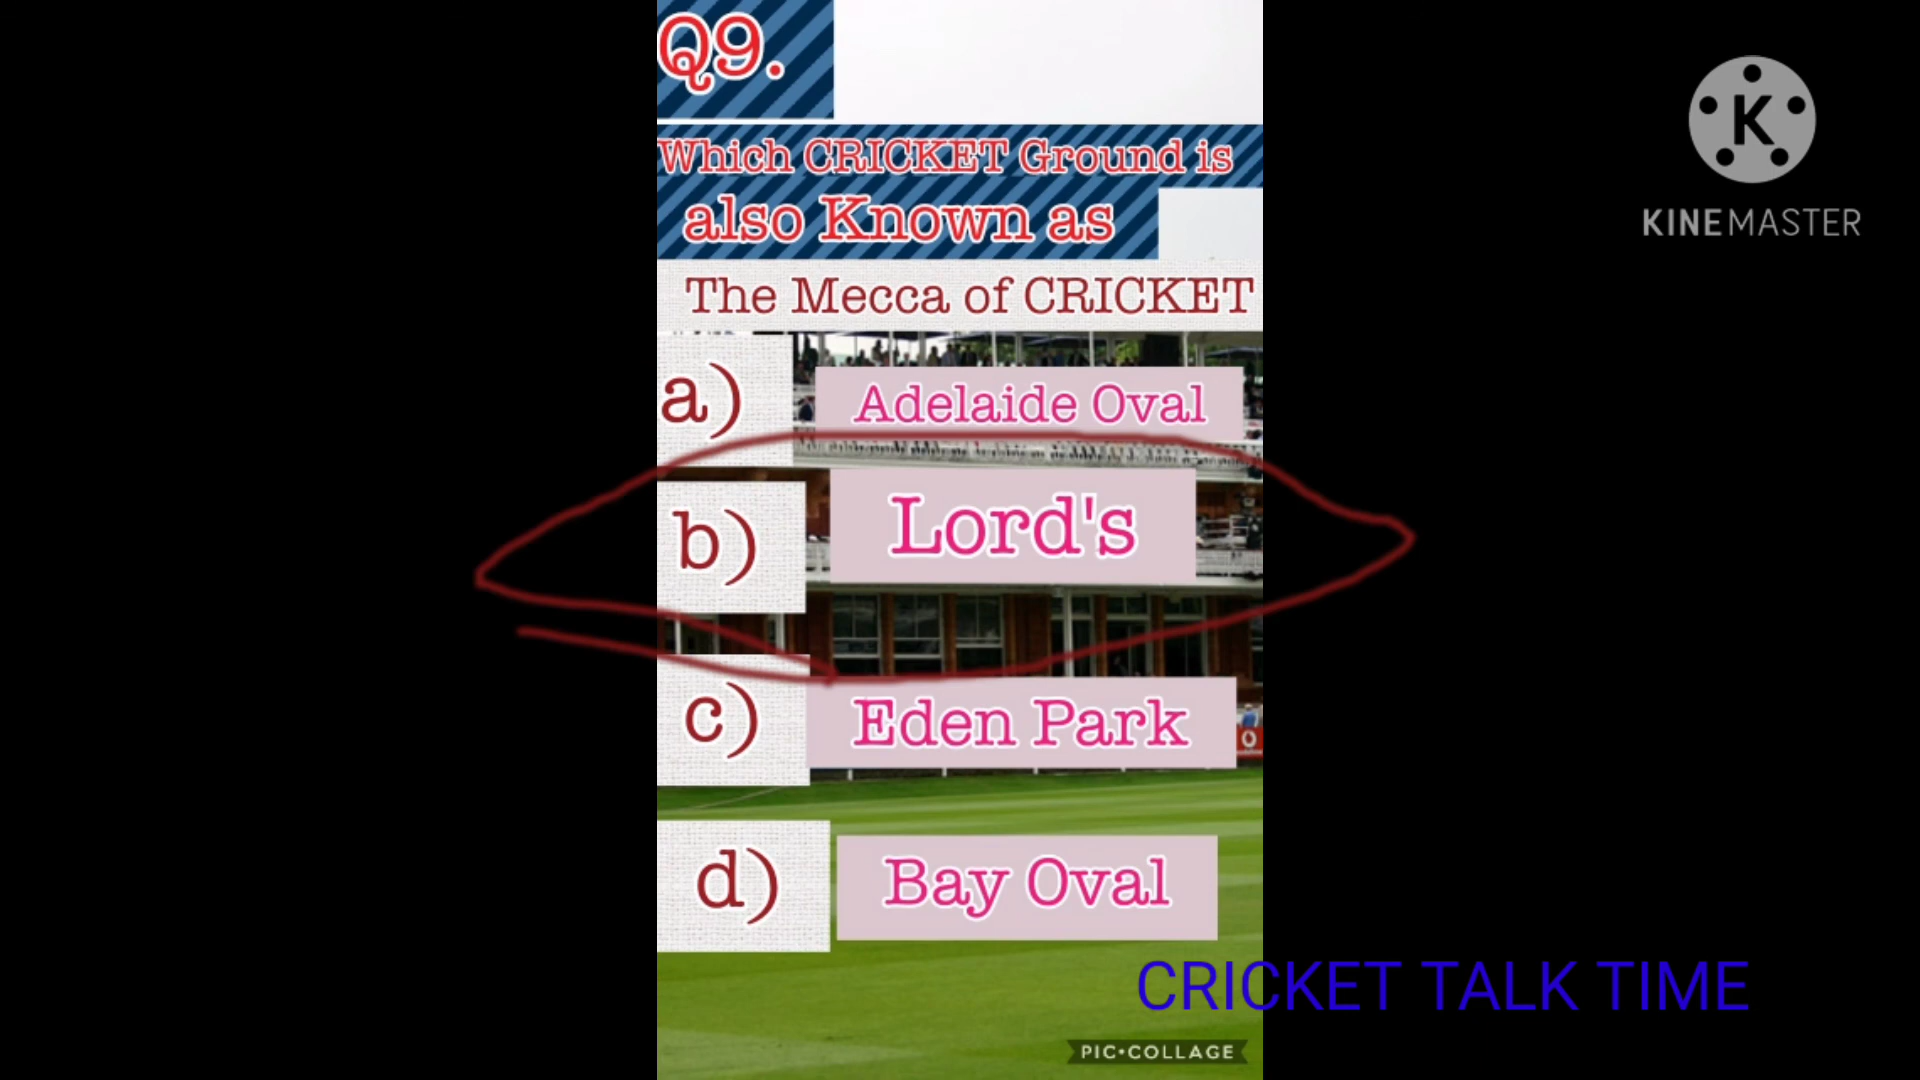 Q9.
Which CRICKET Ground is
also Known as
The Mecca of CRICKET
a) Adelaide Oval
b) Lord's
c) Eden Park
d) Bay Oval
K
KINEMASTER
CRICKET TALK TIME
PIC•COLLAGE